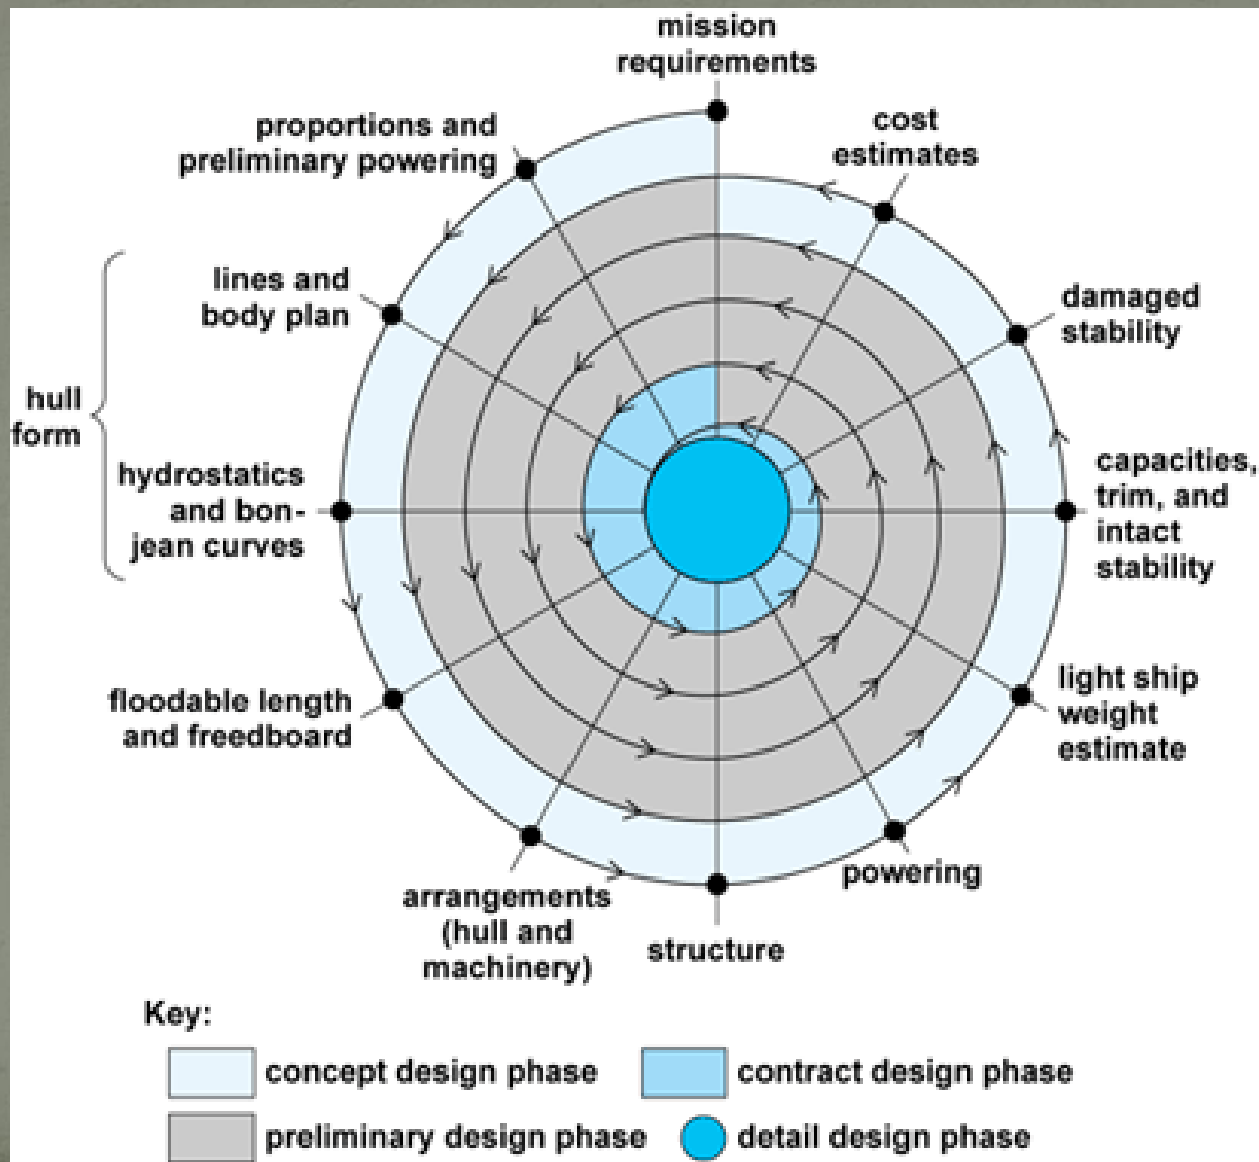 mission
requirements
cost
estimates
proportions and
preliminary powering
damaged
stability
lines and
body plan
hull
form
capacities,
trim, and
intact
stability
hydrostatics
and bon-
jean curves
light ship
weight
estimate
floodable length
and freedboard
powering
arrangements
(hull and
machinery)
structure
Key:
concept design phase
contract design phase
preliminary design phase
detail design phase